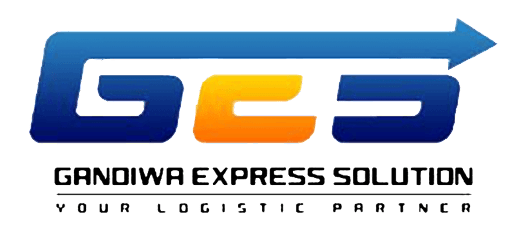 GES
GANDIWA EXPRESS SOLUTION
YOUR LOGISTIC PARTNER